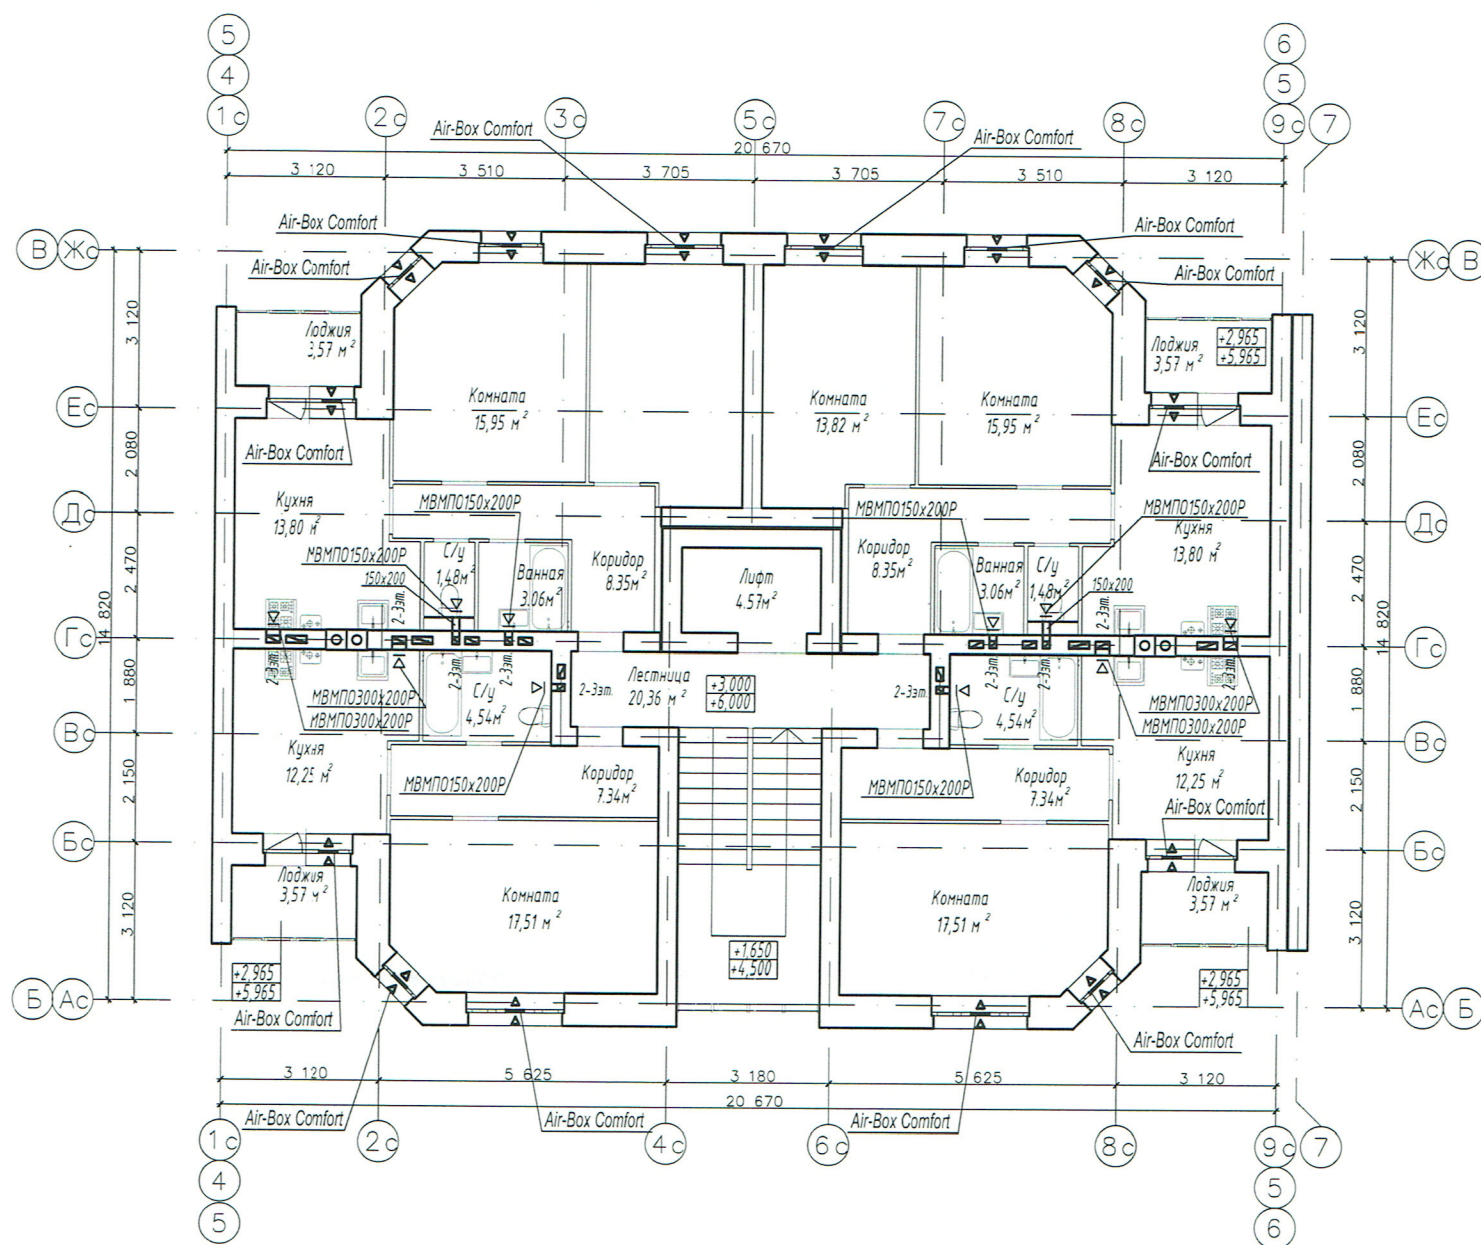 5
4
1с
2с
3с
5с
7с
8с
6
5
9с
7
Air-Box Comfort
Air-Box Comfort
20 670
3 120
3 510
3 705
3 705
3 510
3 120
Air-Box Comfort
Air-Box Comfort
В
Жс
Жс
В
Air-Box Comfort
Air-Box Comfort
3 120
3 120
Лоджия
3,57 м²
Лоджия
3,57 м²
+2,965
+5,965
Комната
15,95 м²
Комната
13,82 м²
Комната
15,95 м²
Ес
Ес
Air-Box Comfort
Air-Box Comfort
2 080
2 080
Кухня
13,80 м²
МВМПО150х200Р
МВМПО150х200Р
МВМПО150х200Р
Кухня
13,80 м²
Дс
Дс
МВМПО150х200Р
150х200
С/у
1,48м²
Ванная
3.06м²
Коридор
8.35м²
Лифт
4.57м²
Коридор
8.35м²
Ванная
3.06м²
С/у
1,48м²
150х200
2 470
2 470
14 820
14 820
2-3эт.
2-3эт.
Гс
Гс
2-3эт.
2-3эт.
2-3эт.
2-3эт.
2-3эт.
2-3эт.
1 880
1 880
С/у
4,54м²
Лестница
20,36 м²
+3,000
+6,000
2-3эт.
2-3эт.
С/у
4,54м²
МВМПО300х200Р
МВМПО300х200Р
МВМПО300х200Р
МВМПО300х200Р
Вс
Вс
Кухня
12,25 м²
МВМПО150х200Р
Коридор
7.34м²
МВМПО150х200Р
Коридор
7.34м²
Кухня
12,25 м²
2 150
2 150
Air-Box Comfort
Бс
Бс
Лоджия
3,57 м²
Комната
17,51 м²
Комната
17,51 м²
Лоджия
3,57 м²
3 120
3 120
+1,650
+4,500
+2,965
+5,965
+2,965
+5,965
Б
Ас
Ас
Б
Air-Box Comfort
Air-Box Comfort
3 120
5 625
3 180
5 625
3 120
20 670
Air-Box Comfort
Air-Box Comfort
Air-Box Comfort
1с
2с
4с
6с
8с
9с
7
4
5
5
6